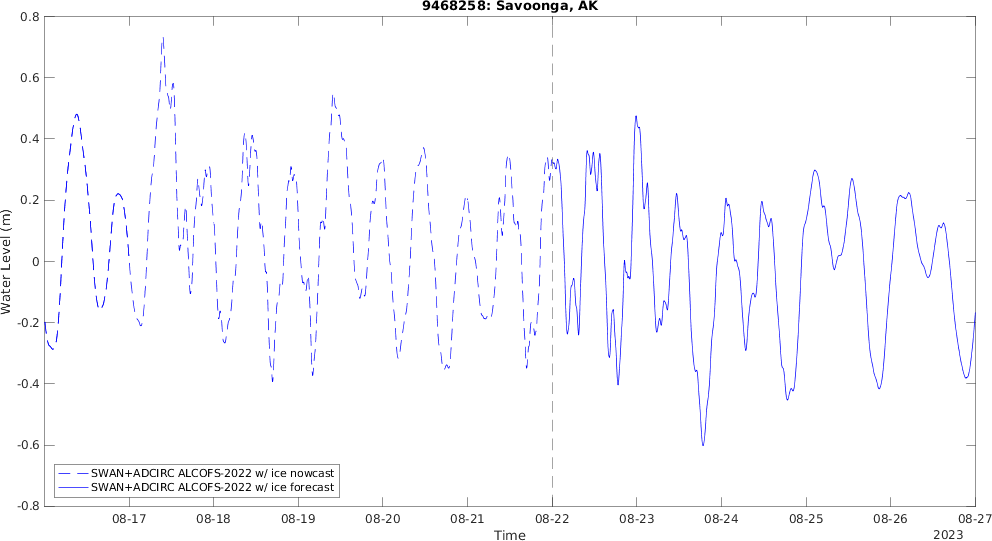 9468258: Savoonga, AK
0.8
0.6
0.4
0.2
0
-0.2
-0.4
-0.6
-0.8
Water Level (m)
SWAN+ADCIRC ALCOFS-2022 w/ ice nowcast
SWAN+ADCIRC ALCOFS-2022 w/ ice forecast
08-17 08-18 08-19 08-20 08-21 08-22 08-23 08-24 08-25 08-26 08-27
Time
2023